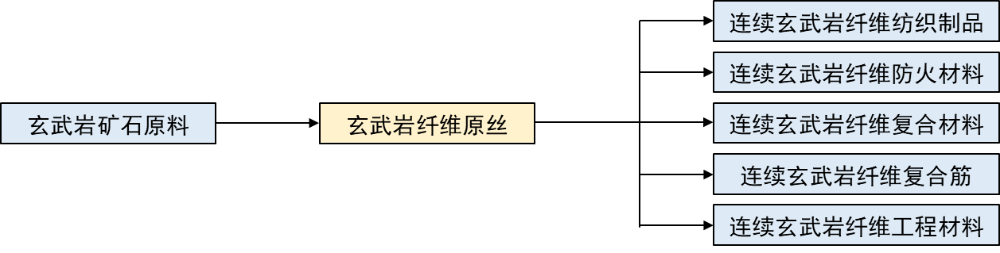 玄武岩矿石原料
玄武岩纤维原丝
连续玄武岩纤维纺织制品
连续玄武岩纤维防火材料
连续玄武岩纤维复合材料
连续玄武岩纤维复合筋
连续玄武岩纤维工程材料